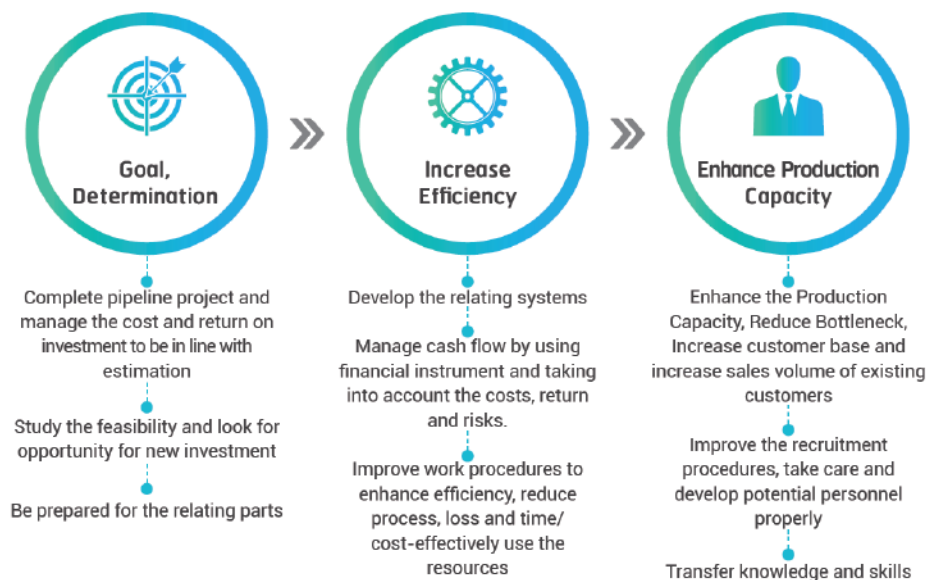 Goal,
Determination
Complete pipeline project and
manage the cost and return on
investment to be in line with
estimation
Study the feasibility and look for
opportunity for new investment
Be prepared for the relating parts
Increase
Efficiency
Develop the relating systems
Manage cash flow by using
financial instrument and taking
into account the costs, return
and risks.
Improve work procedures to
enhance efficiency, reduce
process, loss and time/
cost-effectively use the
resources
Enhance Production
Capacity
Enhance the Production
Capacity, Reduce Bottleneck,
Increase customer base and
increase sales volume of existing
customers
Improve the recruitment
procedures, take care and
develop potential personnel
properly
Transfer knowledge and skills